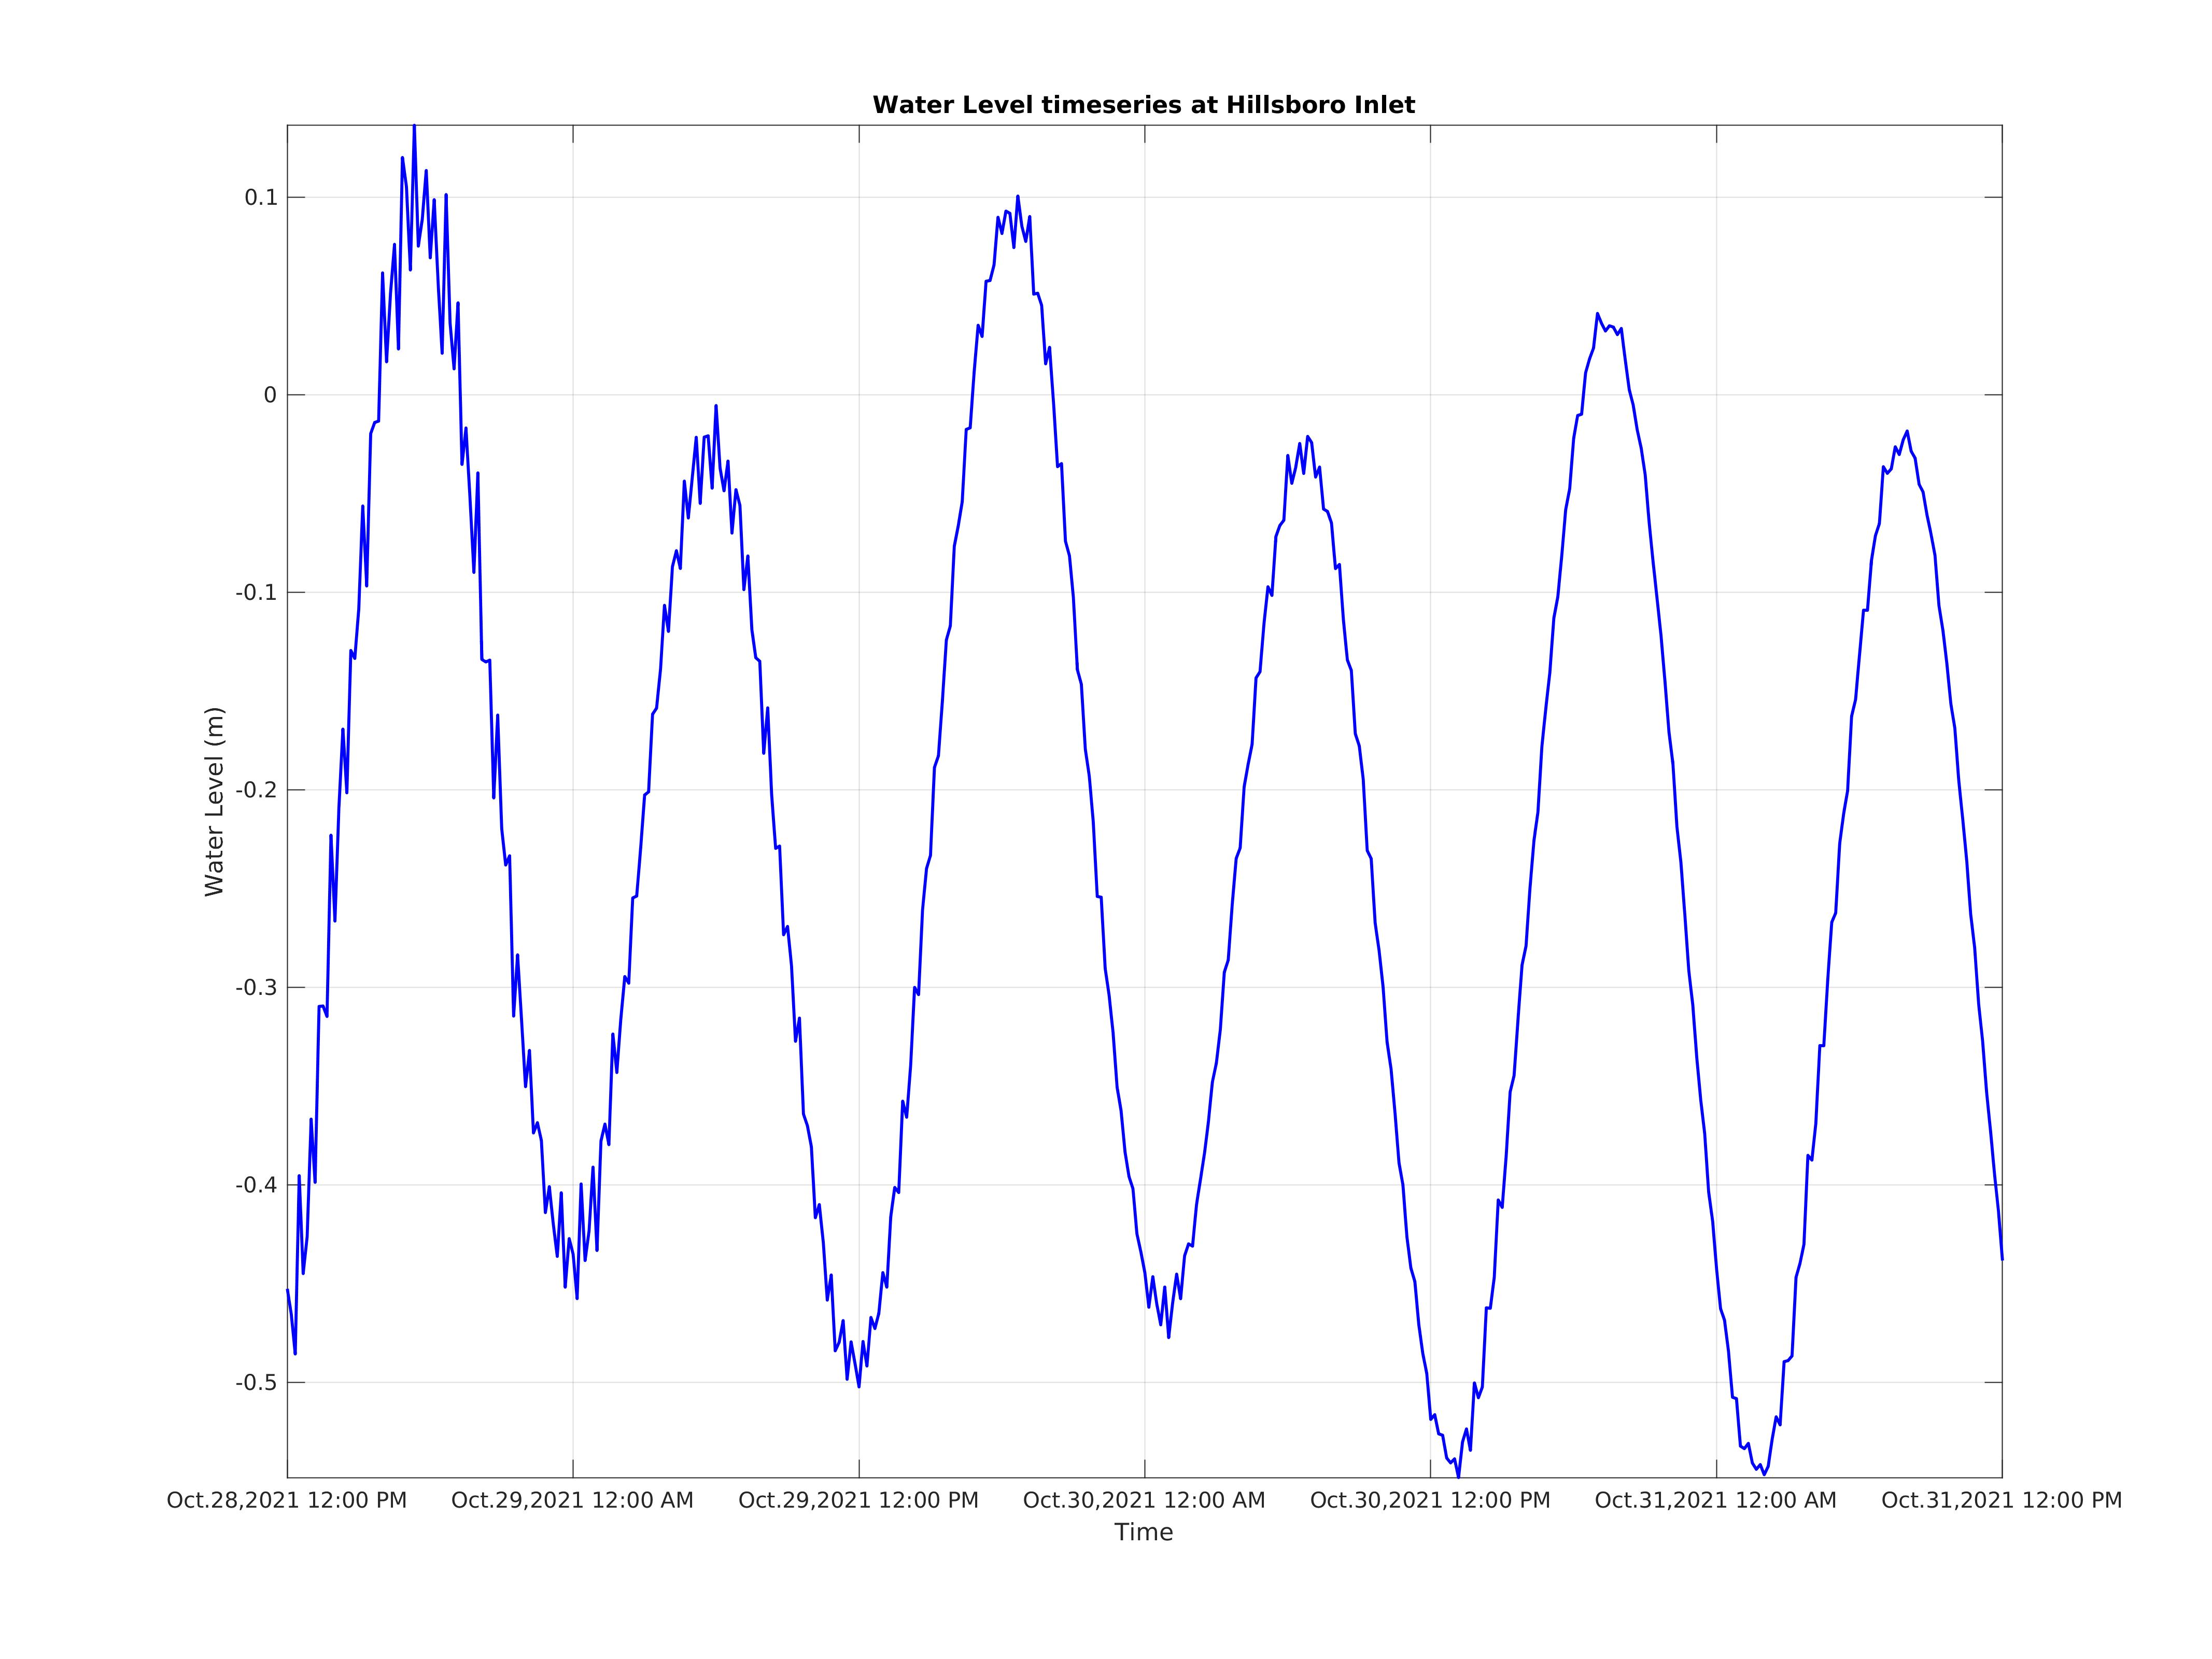 Water Level timeseries at Hillsboro Inlet
0.1
0
-0.1
-0.2
-0.3
-0.4
-0.5
Water Level (m)
Oct.28,2021 12:00 PM
Oct.29,2021 12:00 AM
Oct.29,2021 12:00 PM
Oct.30,2021 12:00 AM
Oct.30,2021 12:00 PM
Oct.31,2021 12:00 AM
Oct.31,2021 12:00 PM
Time